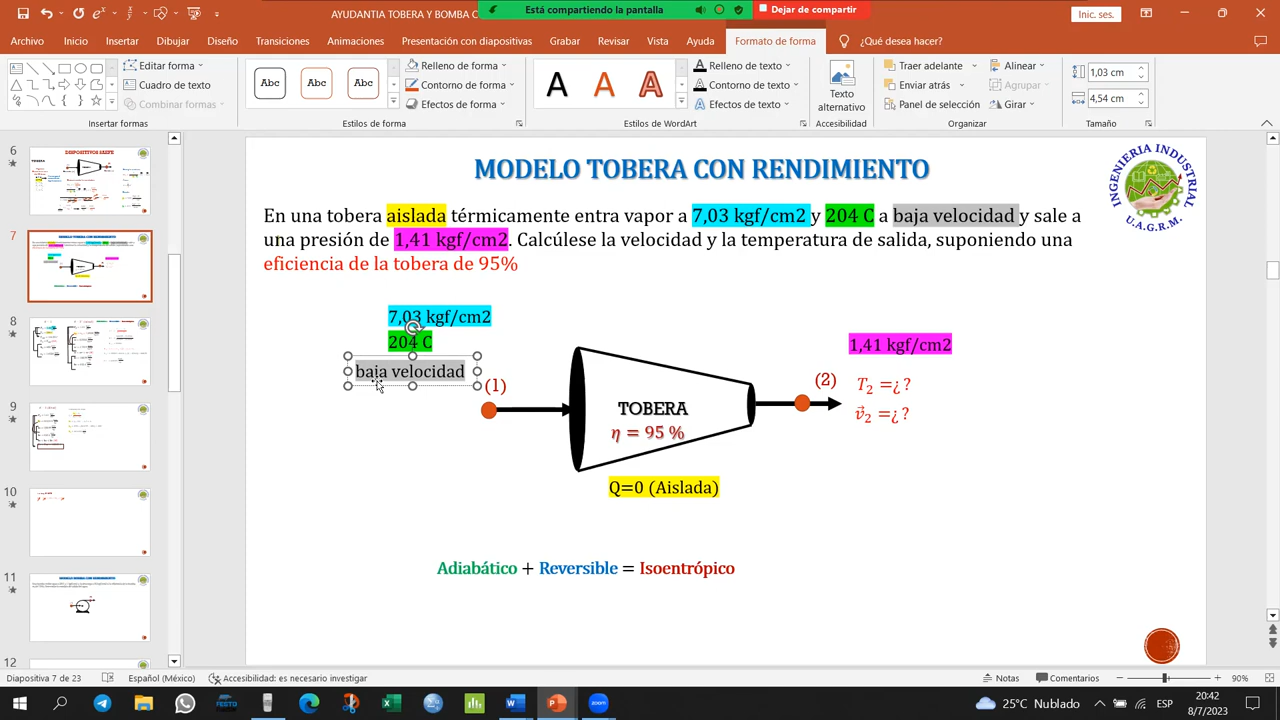 AYUDANTIA TOBERA Y BOMBA C
Está compartiendo la pantalla
Dejar de compartir
Inic. ses.
Archivo Inicio Insertar Dibujar Diseño Transiciones Animaciones Presentación con diapositivas Grabar Revisar Vista Ayuda Formato de forma ¿Qué desea hacer?
Editar forma
Cuadro de texto
Combinar formas
Insertar formas
Abc Abc Abc
Relleno de forma
Contorno de forma
Efectos de forma
Estilos de forma
A A A
Relleno de texto
Contorno de texto
Efectos de texto
Estilos de WordArt
Texto
alternativo
Accesibilidad
Traer adelante
Enviar atrás
Panel de selección
Alinear
Agrupar
Girar
Organizar
1,03 cm
4,54 cm
Tamaño
6
7
8
9
10
11
12
MODELO TOBERA CON RENDIMIENTO
INGENIERIA INDUSTRIAL
U.A.G.R.M.
En una tobera aislada térmicamente entra vapor a 7,03 kgf/cm2 y 204 C a baja velocidad y sale a
una presión de 1,41 kgf/cm2. Calcúlese la velocidad y la temperatura de salida, suponiendo una
eficiencia de la tobera de 95%
7,03 kgf/cm2
204 C
baja velocidad
(1)
TOBERA
η = 95 %
Q=0 (Aislada)
(2)
1,41 kgf/cm2
T₂ =¿ ?
v⃗₂ =¿ ?
Adiabático + Reversible = Isoentrópico
Diapositiva 7 de 23
Español (México)
Accesibilidad: es necesario investigar
Notas
Comentarios
90%
25°C Nublado
ESP
20:42
8/7/2023